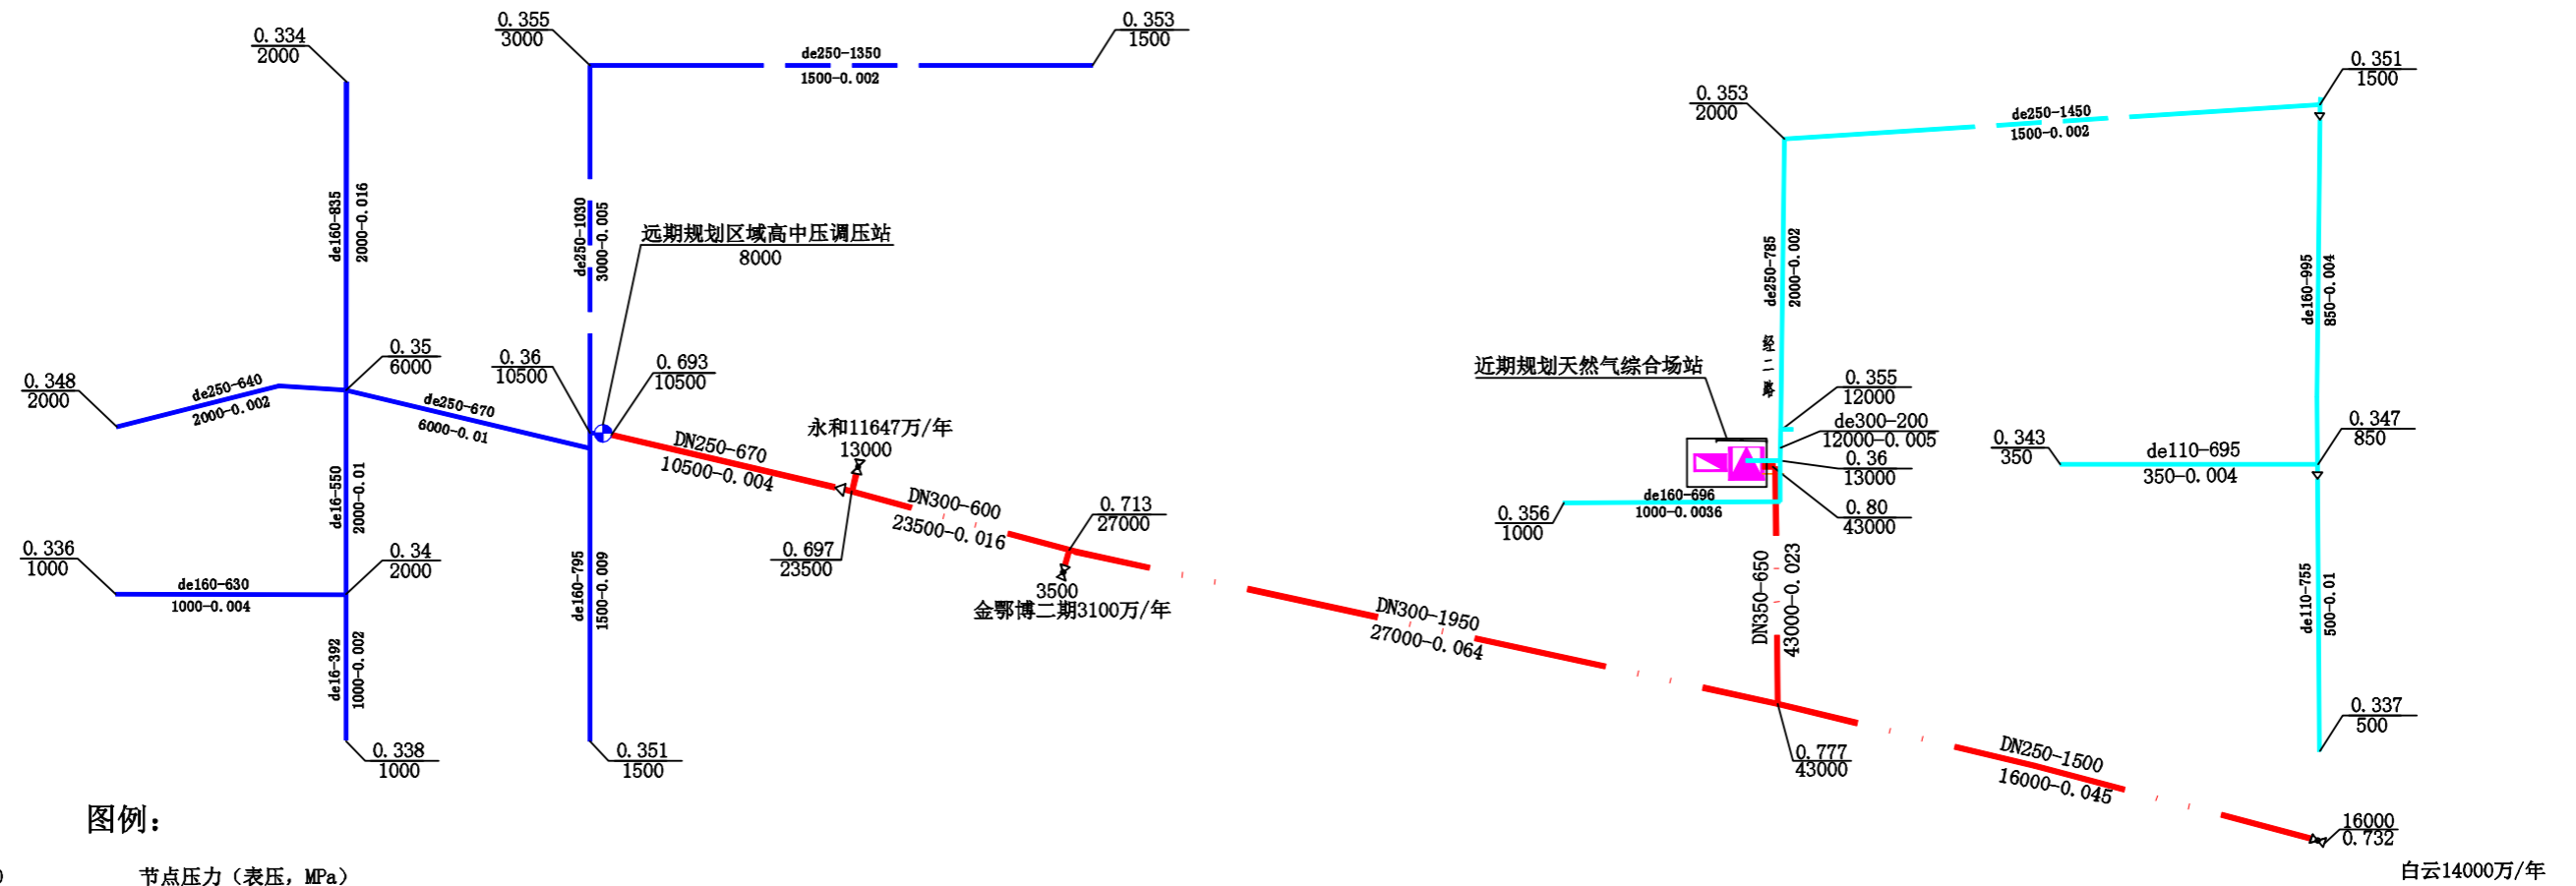 0.334
2000
0.355
3000
de250-1350
1500-0.002
0.353
1500
0.353
2000
de250-1450
1500-0.002
0.351
1500
de160-835
2000-0.016
de250-1030
3000-0.005
远期规划区域高中压调压站
8000
de250-785
2000-0.002
经二路
de160-995
850-0.004
0.348
2000
de250-640
2000-0.002
0.35
6000
de250-670
6000-0.01
0.36
10500
0.693
10500
DN250-670
10500-0.004
永和11647万/年
13000
DN300-600
23500-0.016
0.697
23500
0.713
27000
3500
金鄂博二期3100万/年
近期规划天然气综合场站
0.355
12000
de300-200
12000-0.005
0.36
13000
0.80
43000
de160-696
1000-0.0036
0.356
1000
0.343
350
de110-695
350-0.004
0.347
850
de16-550
2000-0.01
0.336
1000
de160-630
1000-0.004
0.34
2000
de16-392
1000-0.002
0.338
1000
de160-795
1500-0.009
0.351
1500
DN300-1950
27000-0.064
DN350-650
43000-0.023
0.777
43000
DN250-1500
16000-0.045
de110-755
500-0.01
0.337
500
16000
0.732
白云14000万/年
图例：
节点压力（表压，MPa）